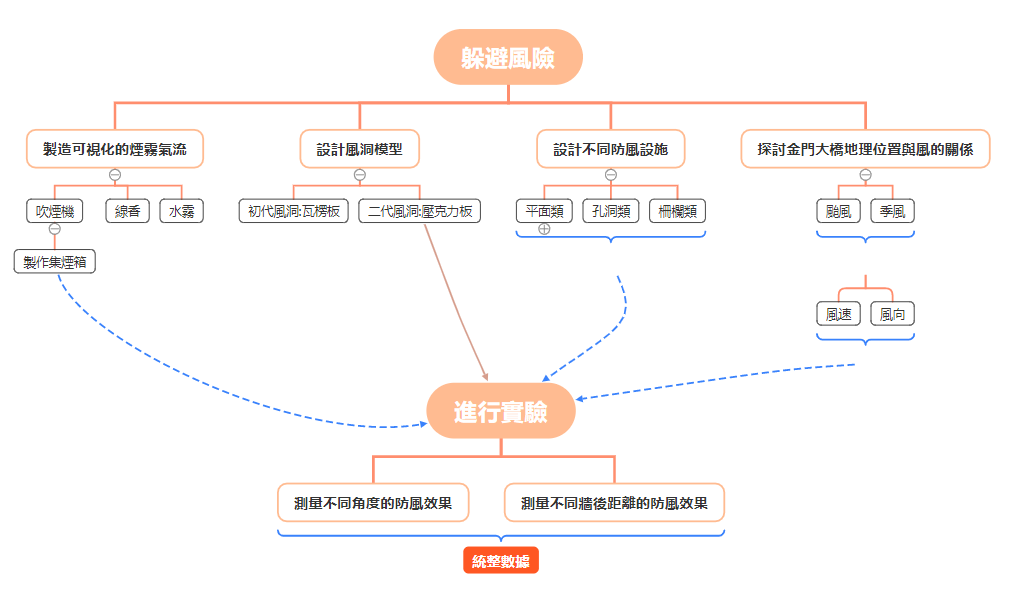 躲避風險
製造可視化的煙霧氣流
設計風洞模型
設計不同防風設施
探討金門大橋地理位置與風的關係
吹煙機
線香
水霧
初代風洞:瓦楞板
二代風洞:壓克力板
平面類
孔洞類
柵欄類
颱風
季風
製作集煙箱
風速
風向
進行實驗
測量不同角度的防風效果
測量不同牆後距離的防風效果
統整數據